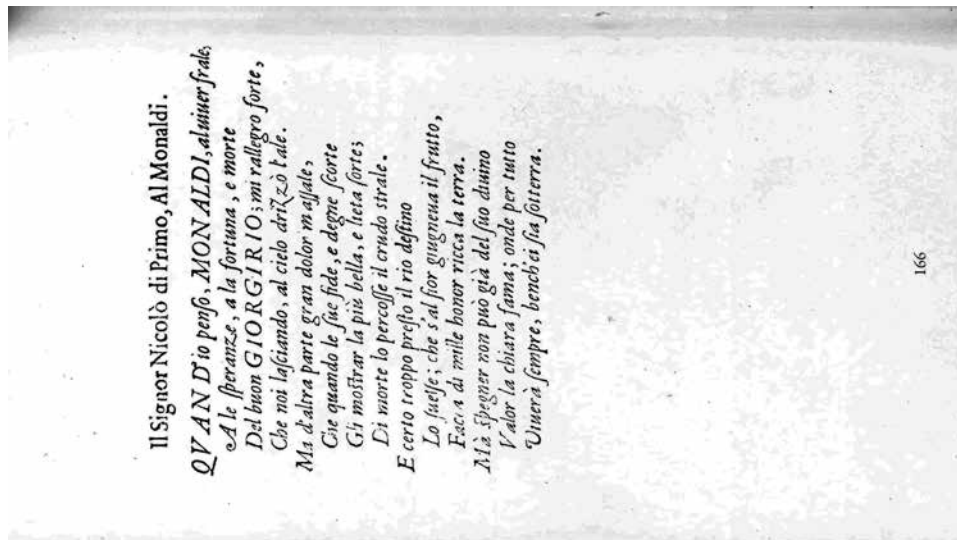 Il Signor Nicolò di Primo, Al Monaldi.
QVAND'io penso, MONALDI, al viuer frale,
A le speranze, a la fortuna, e morte
Del buon GIORGIRIO; mi rallegro forte,
Che noi lasciando, al cielo drizzò l'ale.
Ma d'altra parte gran dolor m'assale,
Che quando le sue fide, e degne scorte
Gli mostrar la più bella, e lieta sorte;
Di morte lo percosse il crudo strale.
E certo troppo presto il rio destino
Lo suelse; che s'al fior giugneua il frutto,
Facea di mille honor ricca la terra.
Mà spegner non può già del suo diuino
Valor la chiara fama; onde per tutto
Viuerà sempre, bench'ei sia sotterra.
166